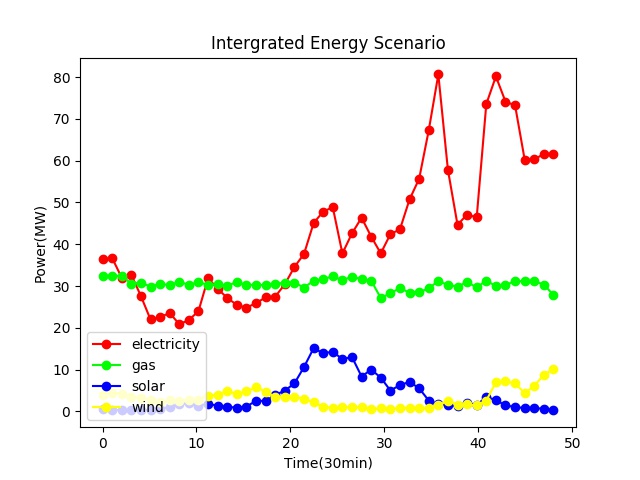 Intergrated Energy Scenario
Power(MW)
80
70
60
50
40
30
20
10
0
electricity
gas
solar
wind
0 10 20 30 40 50
Time(30min)